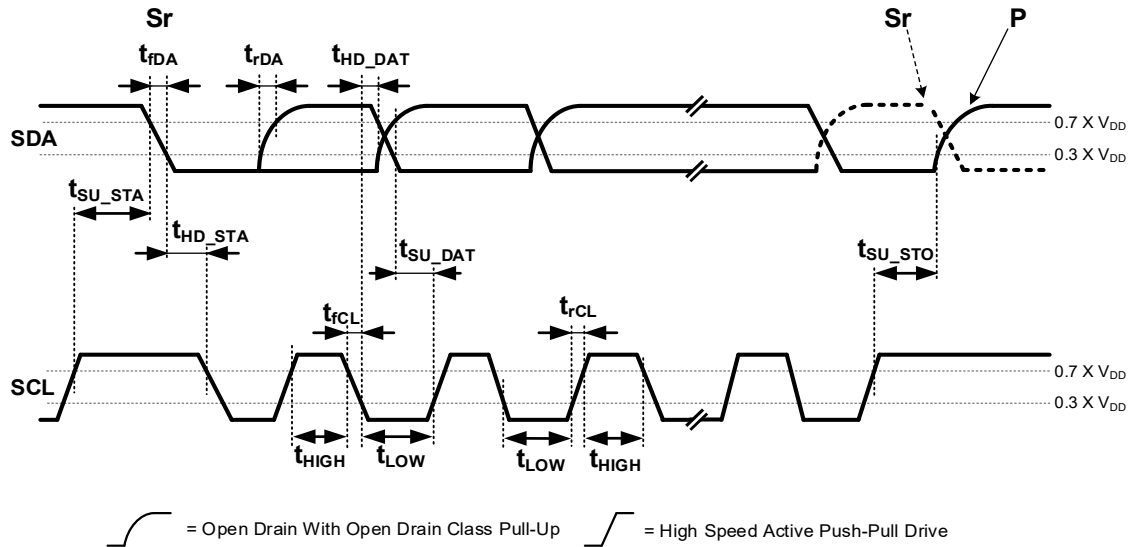 Sr
Sr
P
tfDA
trDA
tHD_DAT
SDA
0.7 X VDD
0.3 X VDD
tSU_STA
tHD_STA
tSU_DAT
tSU_STO
tfCL
trCL
SCL
0.7 X VDD
0.3 X VDD
tHIGH
tLOW
tLOW
tHIGH
= Open Drain With Open Drain Class Pull-Up
= High Speed Active Push-Pull Drive